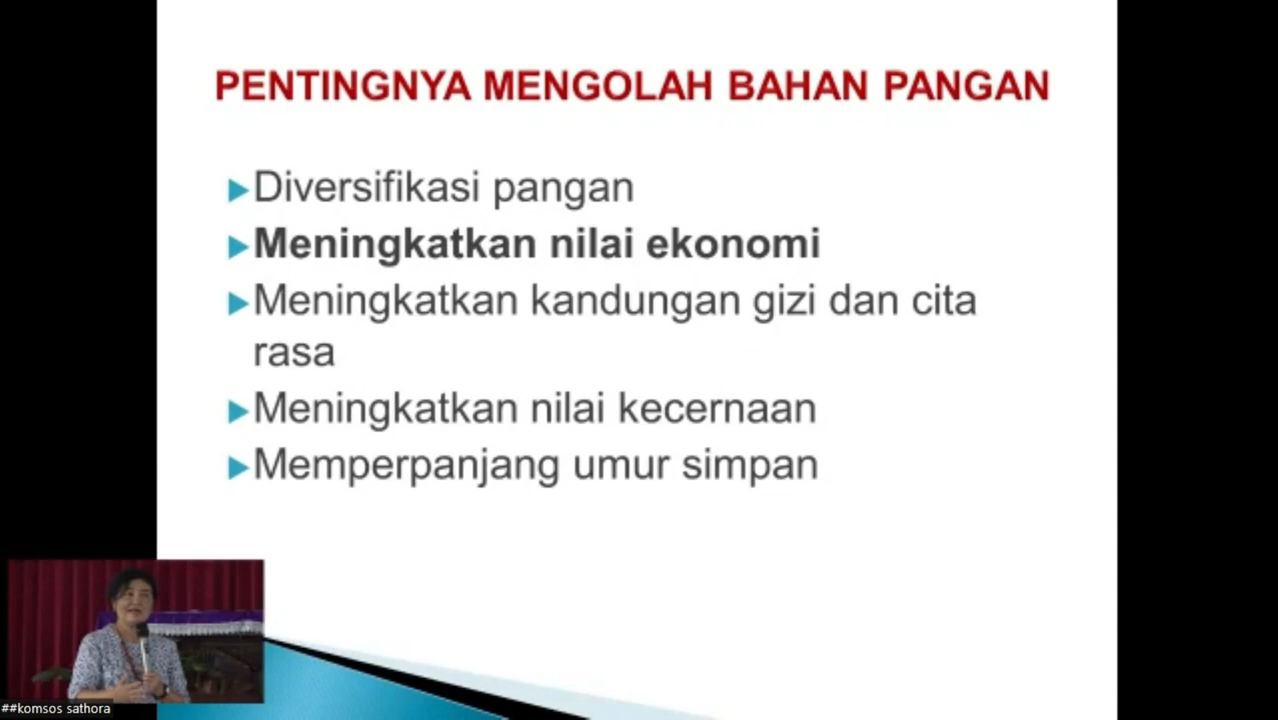 PENTINGNYA MENGOLAH BAHAN PANGAN
Diversifikasi pangan
Meningkatkan nilai ekonomi
Meningkatkan kandungan gizi dan cita
rasa
Meningkatkan nilai kecernaan
Memperpanjang umur simpan
##komsos sathora